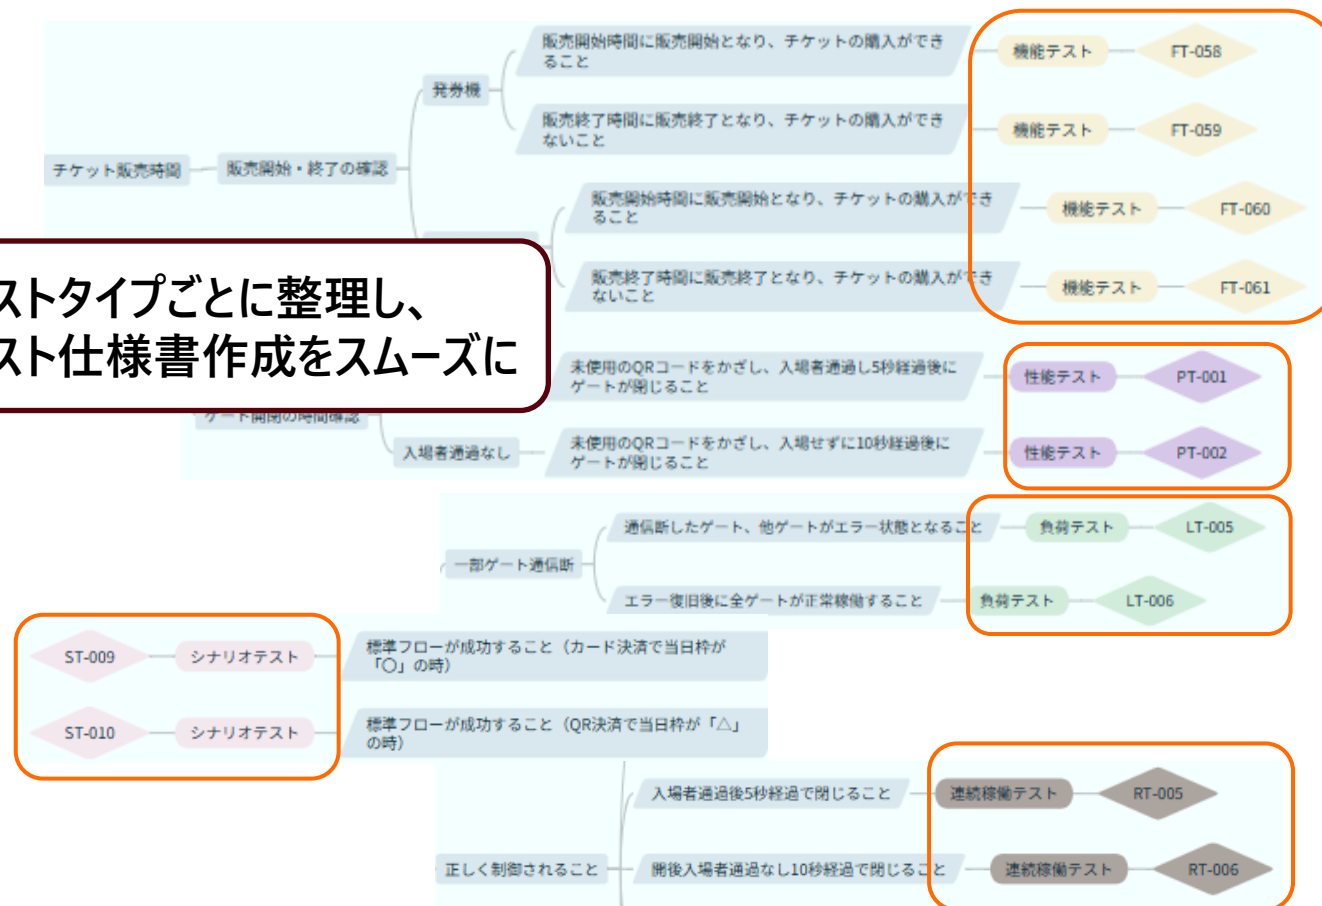 販売開始時間に販売開始となり、チケットの購入ができ
ること
機能テスト
FT-058
発券機
販売終了時間に販売終了となり、チケットの購入ができ
ないこと
機能テスト
FT-059
チケット販売時間
販売開始・終了の確認
販売開始時間に販売開始となり、チケットの購入ができ
ること
機能テスト
FT-060
販売終了時間に販売終了となり、チケットの購入ができ
ないこと
機能テスト
FT-061
ストタイプごとに整理し、
スト仕様書作成をスムーズに
未使用のQRコードをかざし、入場者通過し5秒経過後に
ゲートが閉じること
性能テスト
PT-001
ゲート開閉の時間確認
入場者通過なし
未使用のQRコードをかざし、入場せずに10秒経過後に
ゲートが閉じること
性能テスト
PT-002
通信断したゲート、他ゲートがエラー状態となること
負荷テスト
LT-005
一部ゲート通信断
エラー復旧後に全ゲートが正常稼働すること
負荷テスト
LT-006
ST-009
シナリオテスト
標準フローが成功すること（カード決済で当日枠が
「〇」の時）
ST-010
シナリオテスト
標準フローが成功すること（QR決済で当日枠が「△」
の時）
入場者通過後5秒経過で閉じること
連続稼働テスト
RT-005
正しく制御されること
開後入場者通過なし10秒経過で閉じること
連続稼働テスト
RT-006